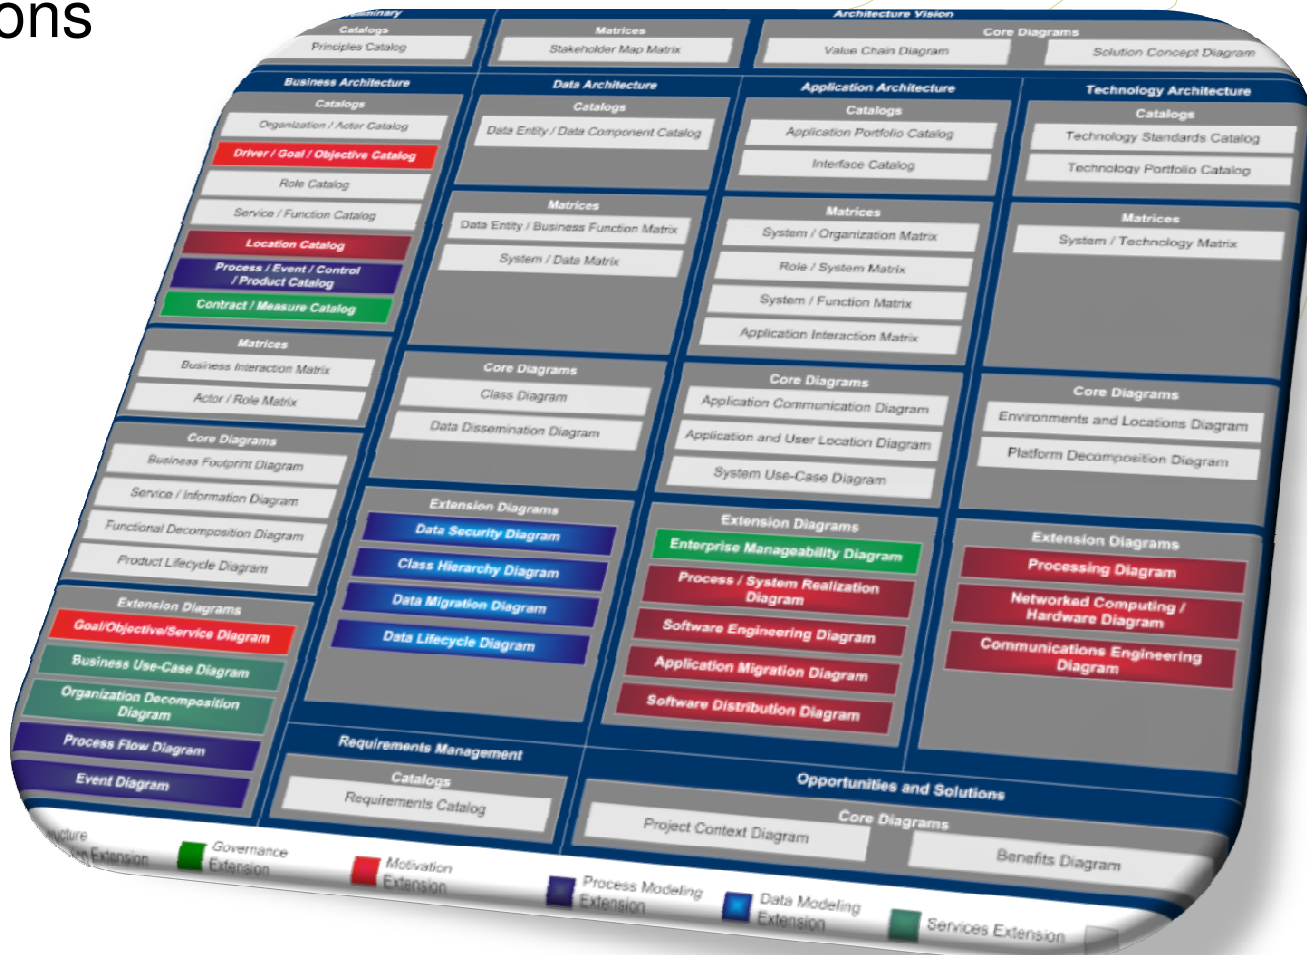 ons
Architecture Vision
Catalogs
Principles Catalog
Matrices
Stakeholder Map Matrix
Core Diagrams
Value Chain Diagram
Solution Concept Diagram
Business Architecture
Catalogs
Organization / Actor Catalog
Driver / Goal / Objective Catalog
Role Catalog
Service / Function Catalog
Location Catalog
Process / Event / Control
/ Product Catalog
Contract / Measure Catalog
Matrices
Business Interaction Matrix
Actor / Role Matrix
Core Diagrams
Business Footprint Diagram
Service / Information Diagram
Functional Decomposition Diagram
Product Lifecycle Diagram
Extension Diagrams
Goal/Objective/Service Diagram
Business Use-Case Diagram
Organization Decomposition
Diagram
Process Flow Diagram
Event Diagram
Data Architecture
Catalogs
Data Entity / Data Component Catalog
Matrices
Data Entity / Business Function Matrix
System / Data Matrix
Core Diagrams
Class Diagram
Data Dissemination Diagram
Extension Diagrams
Data Security Diagram
Class Hierarchy Diagram
Data Migration Diagram
Data Lifecycle Diagram
Application Architecture
Catalogs
Application Portfolio Catalog
Interface Catalog
Matrices
System / Organization Matrix
Role / System Matrix
System / Function Matrix
Application Interaction Matrix
Core Diagrams
Application Communication Diagram
Application and User Location Diagram
System Use-Case Diagram
Extension Diagrams
Enterprise Manageability Diagram
Process / System Realization
Diagram
Software Engineering Diagram
Application Migration Diagram
Software Distribution Diagram
Technology Architecture
Catalogs
Technology Standards Catalog
Technology Portfolio Catalog
Matrices
System / Technology Matrix
Core Diagrams
Environments and Locations Diagram
Platform Decomposition Diagram
Extension Diagrams
Processing Diagram
Networked Computing /
Hardware Diagram
Communications Engineering
Diagram
Requirements Management
Catalogs
Requirements Catalog
Opportunities and Solutions
Core Diagrams
Project Context Diagram
Benefits Diagram
Extension
Governance
Extension
Motivation
Extension
Process Modeling
Extension
Data Modeling
Extension
Services Extension